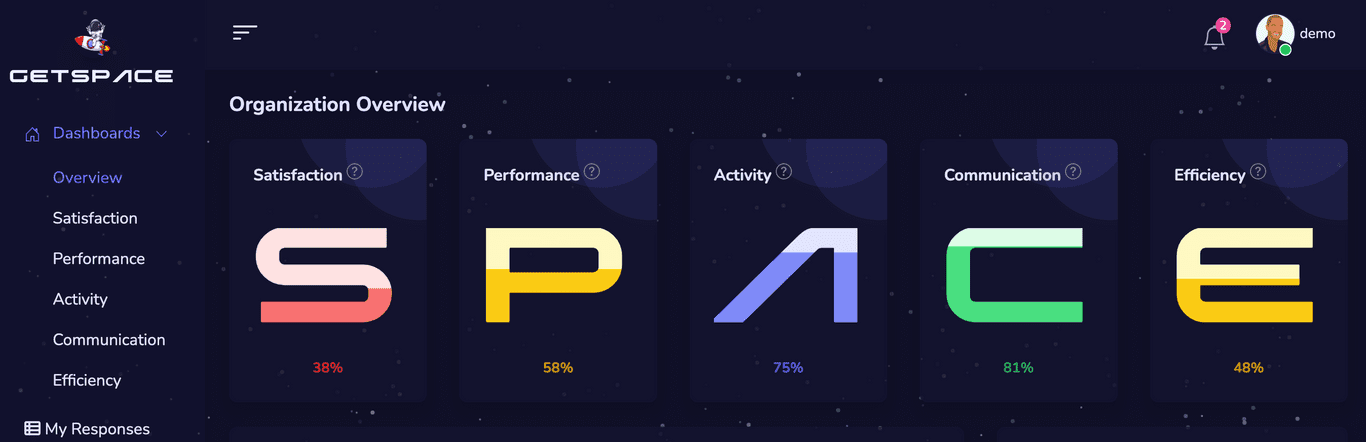 GETSPACE
Dashboards
Overview
Satisfaction
Performance
Activity
Communication
Efficiency
My Responses
2
demo
Organization Overview
Satisfaction ?
S
38%
Performance ?
P
58%
Activity ?
A
75%
Communication ?
C
81%
Efficiency ?
E
48%